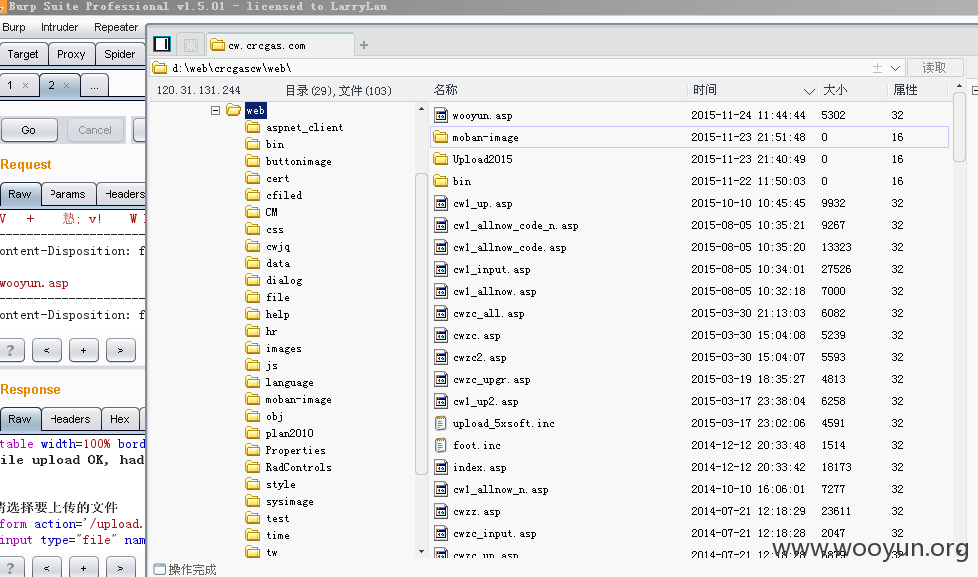 Burp Suite Professional v1.5.01 - licensed to LarryLau
Burp Intruder Repeater
Target Proxy Spider
1 × 2 × ...
Go Cancel
Request
Raw Params Headers
ontent-Disposition: f
wooyun.asp
ontent-Disposition: f
? < + >
Response
Raw Headers Hex
table width=100% bord
ile upload OK, had
请选择要上传的文件
form action='/upload.
input type="file" nam
? < + >
cw.crcgas.com +
d:\web\crcgascw\web\ 读取
120.31.131.244 目录(29),文件(103)
web
aspnet_client
bin
buttonimage
cert
cfiled
CM
css
cwjq
data
dialog
file
help
hr
images
js
language
moban-image
obj
plan2010
Properties
RadControls
style
sysimage
test
time
tw
名称 时间 大小 属性
wooyun.asp 2015-11-24 11:44:44 5302 32
moban-image 2015-11-23 21:51:48 0 16
Upload2015 2015-11-23 21:40:49 0 16
bin 2015-11-22 11:50:03 0 16
cw1_up.asp 2015-10-10 10:45:45 9932 32
cw1_allnow_code_n.asp 2015-08-05 10:35:21 9267 32
cw1_allnow_code.asp 2015-08-05 10:35:20 13323 32
cw1_input.asp 2015-08-05 10:34:01 27526 32
cw1_allnow.asp 2015-08-05 10:32:18 7000 32
cwzc_all.asp 2015-03-30 21:13:03 6082 32
cwzc.asp 2015-03-30 15:04:08 5239 32
cwzc2.asp 2015-03-30 15:04:07 5593 32
cwzc_upgr.asp 2015-03-19 18:35:27 4813 32
cw1_up2.asp 2015-03-17 23:38:04 6258 32
upload_5xsoft.inc 2015-03-17 23:02:06 4591 32
foot.inc 2014-12-12 20:33:48 1514 32
index.asp 2014-12-12 20:33:42 18173 32
cw1_allnow_n.asp 2014-10-10 16:06:01 7277 32
cwzz.asp 2014-07-21 12:18:29 23611 32
cwzc_input.asp 2014-07-21 12:18:28 2047 32
cwzc_up.asp 2014-07-21 12:18:28
www.wooyun.org
操作完成